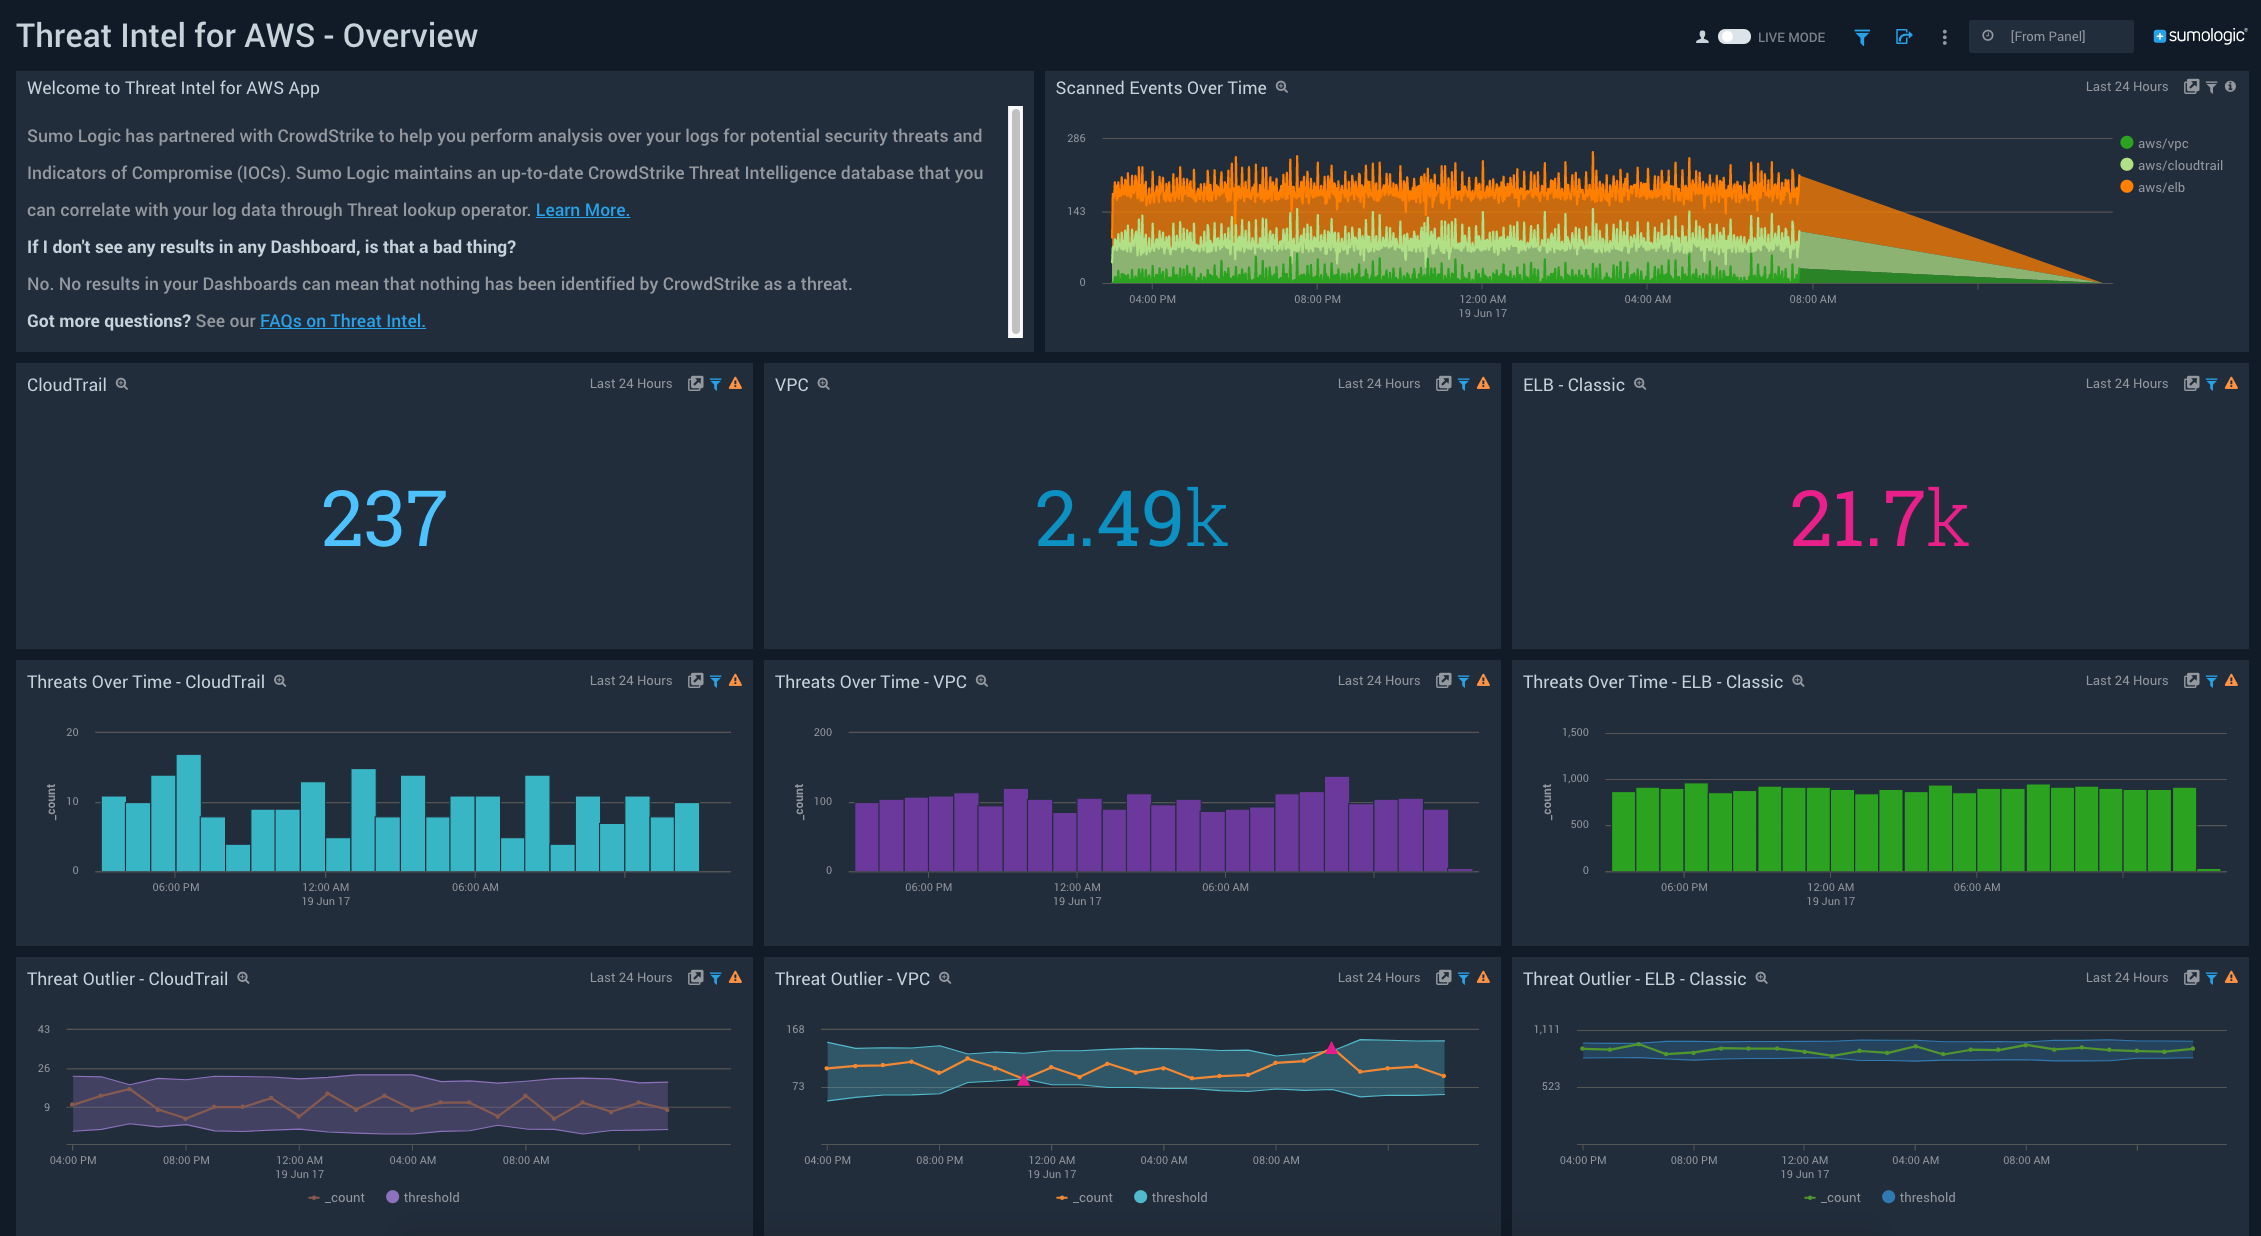 Threat Intel for AWS - Overview
LIVE MODE
[From Panel]
sumologic
Welcome to Threat Intel for AWS App
Sumo Logic has partnered with CrowdStrike to help you perform analysis over your logs for potential security threats and
Indicators of Compromise (IOCs). Sumo Logic maintains an up-to-date CrowdStrike Threat Intelligence database that you
can correlate with your log data through Threat lookup operator. Learn More.
If I don't see any results in any Dashboard, is that a bad thing?
No. No results in your Dashboards can mean that nothing has been identified by CrowdStrike as a threat.
Got more questions? See our FAQs on Threat Intel.
Scanned Events Over Time
Last 24 Hours
286
143
0
04:00 PM
08:00 PM
12:00 AM
19 Jun 17
04:00 AM
08:00 AM
aws/vpc
aws/cloudtrail
aws/elb
CloudTrail
Last 24 Hours
237
VPC
Last 24 Hours
2.49k
ELB - Classic
Last 24 Hours
21.7k
Threats Over Time - CloudTrail
Last 24 Hours
_count
20
10
0
06:00 PM
12:00 AM
19 Jun 17
06:00 AM
Threats Over Time - VPC
Last 24 Hours
_count
200
100
0
06:00 PM
12:00 AM
19 Jun 17
06:00 AM
Threats Over Time - ELB - Classic
Last 24 Hours
_count
1,500
1,000
500
0
06:00 PM
12:00 AM
19 Jun 17
06:00 AM
Threat Outlier - CloudTrail
Last 24 Hours
43
26
9
04:00 PM
08:00 PM
12:00 AM
19 Jun 17
04:00 AM
08:00 AM
_count
threshold
Threat Outlier - VPC
Last 24 Hours
168
73
04:00 PM
08:00 PM
12:00 AM
19 Jun 17
04:00 AM
08:00 AM
_count
threshold
Threat Outlier - ELB - Classic
Last 24 Hours
1,111
523
04:00 PM
08:00 PM
12:00 AM
19 Jun 17
04:00 AM
08:00 AM
_count
threshold